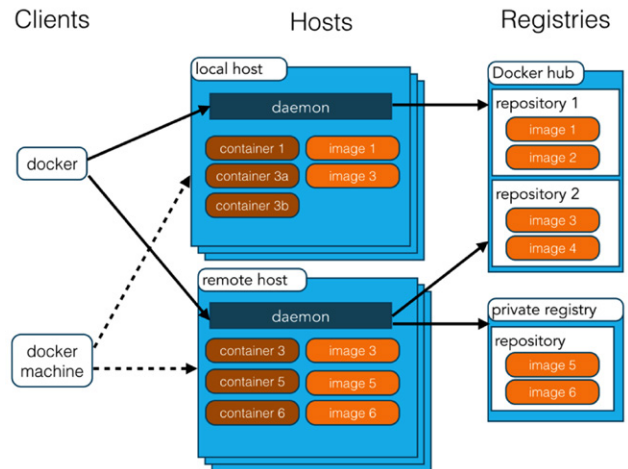 Clients
Hosts
Registries
local host
daemon
container 1
image 1
container 3a
image 3
container 3b
docker
docker
machine
remote host
daemon
container 3
image 3
container 5
image 5
container 6
image 6
Docker hub
repository 1
image 1
image 2
repository 2
image 3
image 4
private registry
repository
image 5
image 6